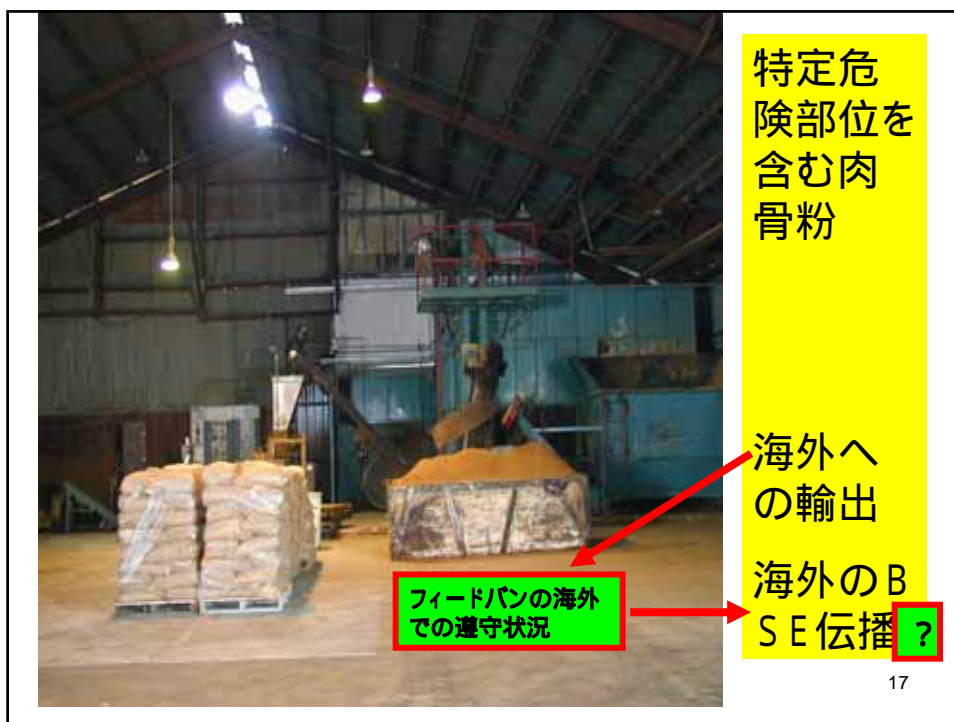 特定危
険部位を
含む肉
骨粉
海外へ
の輸出
フィードバンの海外
での遵守状況
海外のB
SE伝播?
17